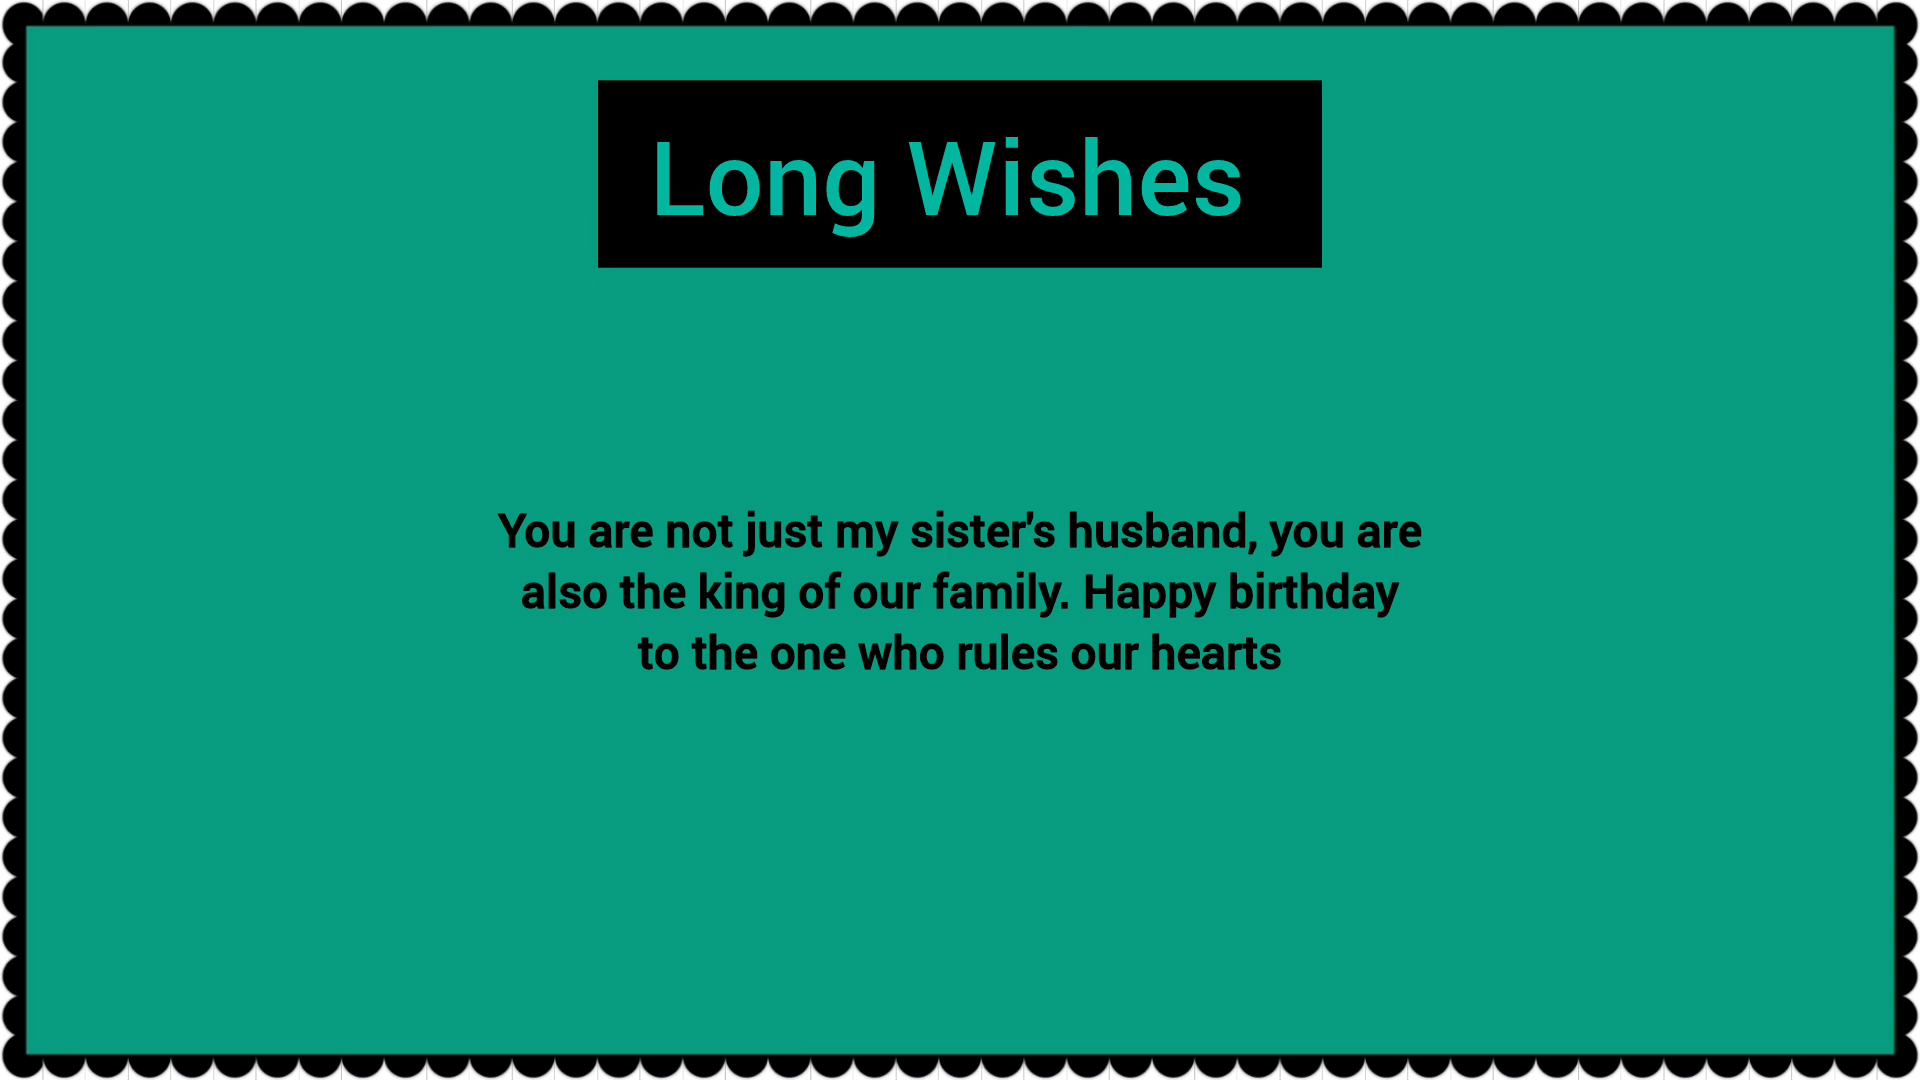 Long Wishes
You are not just my sister's husband, you are
also the king of our family. Happy birthday
to the one who rules our hearts